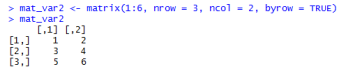 > mat_var2 <- matrix(1:6, nrow = 3, ncol = 2, byrow = TRUE)
> mat_var2
     [,1] [,2]
[1,]    1    2
[2,]    3    4
[3,]    5    6